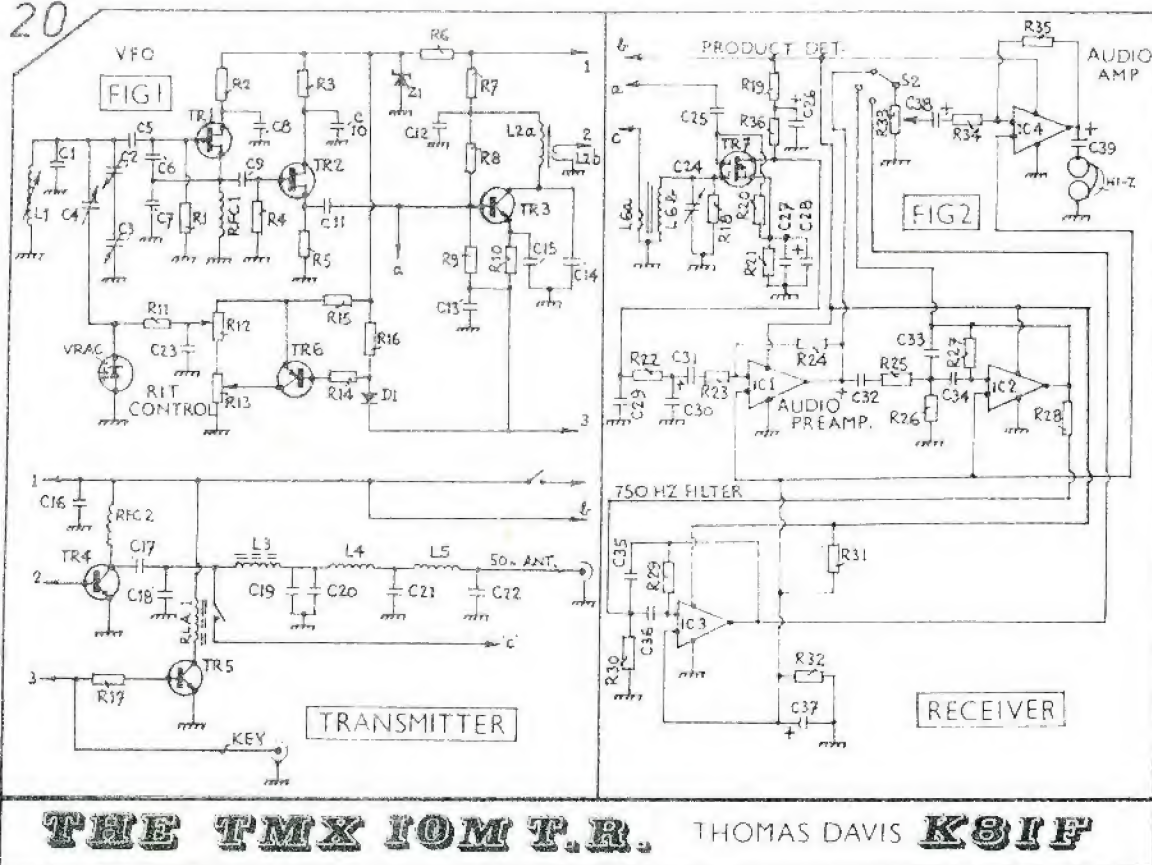 20
VFO
FIG 1
R2
R3
R6
1
Z1
R7
TR1
C8
C10
C12
L2a
2
L2b
C5
C1
C2
C6
TR2
R8
C9
TR3
L1
C4
C7
R1
RFC1
R4
C11
C3
R5
a
R9
R10
C15
C14
C13
R11
R12
R15
R16
VRAC
C23
TR6
RIT
CONTROL
R13
R14
D1
3
1
C16
RFC2
b
TR4
C17
L3
L4
L5
50Ω ANT.
2
C18
C19
C20
C21
C22
RLA 1
'c'
TR5
3
R17
TRANSMITTER
KEY
b
PRODUCT DET.
a
R19
C26
S2
R35
AUDIO
AMP
C25
R36
R33
C38
R34
IC4
C39
c
C24
TR7
HI-Z
L6a
L6b
R18
R20
C27
C28
FIG 2
R21
R22
C31
R24
C33
R27
C29
C30
R23
IC1
C32
R25
C34
IC2
AUDIO
PREAMP.
R26
R28
750 HZ FILTER
C35
R29
R31
C36
IC3
R30
R32
C37
RECEIVER
THE TMX 10M T.R. THOMAS DAVIS K8IF